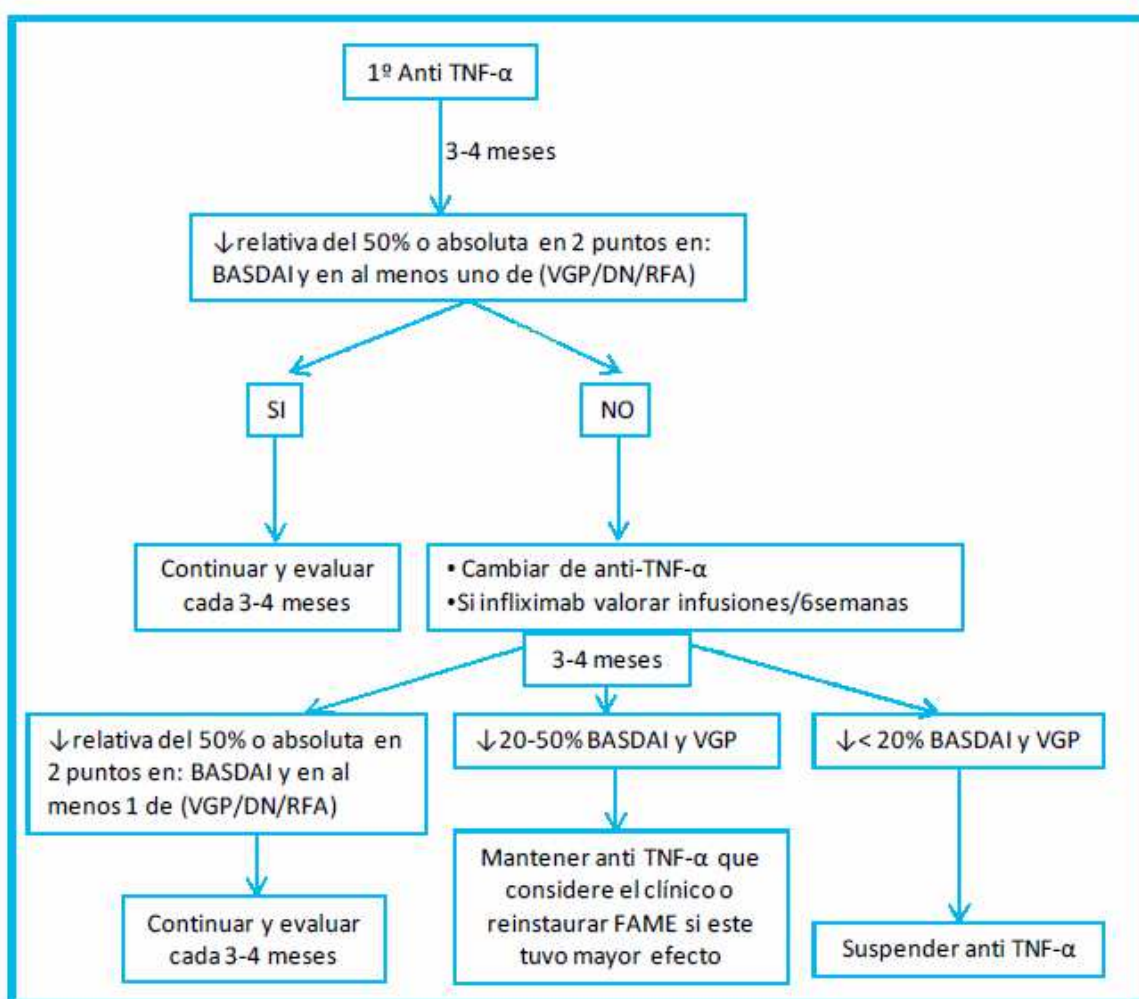 1º Anti TNF-α
3-4 meses
↓relativa del 50% o absoluta en 2 puntos en:
BASDAI y en al menos uno de (VGP/DN/RFA)
SI
NO
Continuar y evaluar
cada 3-4 meses
• Cambiar de anti-TNF-α
•Si infliximab valorar infusiones/6semanas
3-4 meses
↓relativa del 50% o absoluta en
2 puntos en: BASDAI y en al
menos 1 de (VGP/DN/RFA)
↓20-50% BASDAI y VGP
↓< 20% BASDAI y VGP
Continuar y evaluar
cada 3-4 meses
Mantener anti TNF-α que
considere el clínico o
reinstaurar FAME si este
tuvo mayor efecto
Suspender anti TNF-α